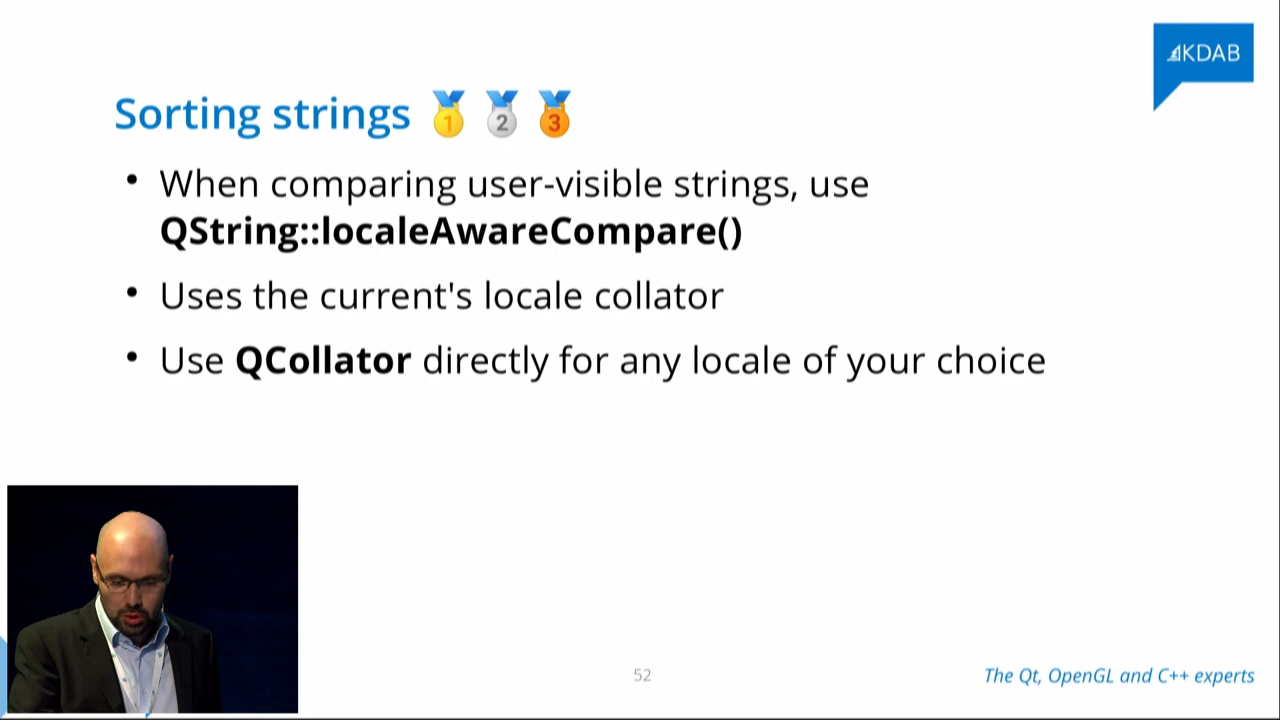 KDAB
Sorting strings 🥇 🥈 🥉
• When comparing user-visible strings, use
QString::localeAwareCompare()
• Uses the current's locale collator
• Use QCollator directly for any locale of your choice
52
The Qt, OpenGL and C++ experts